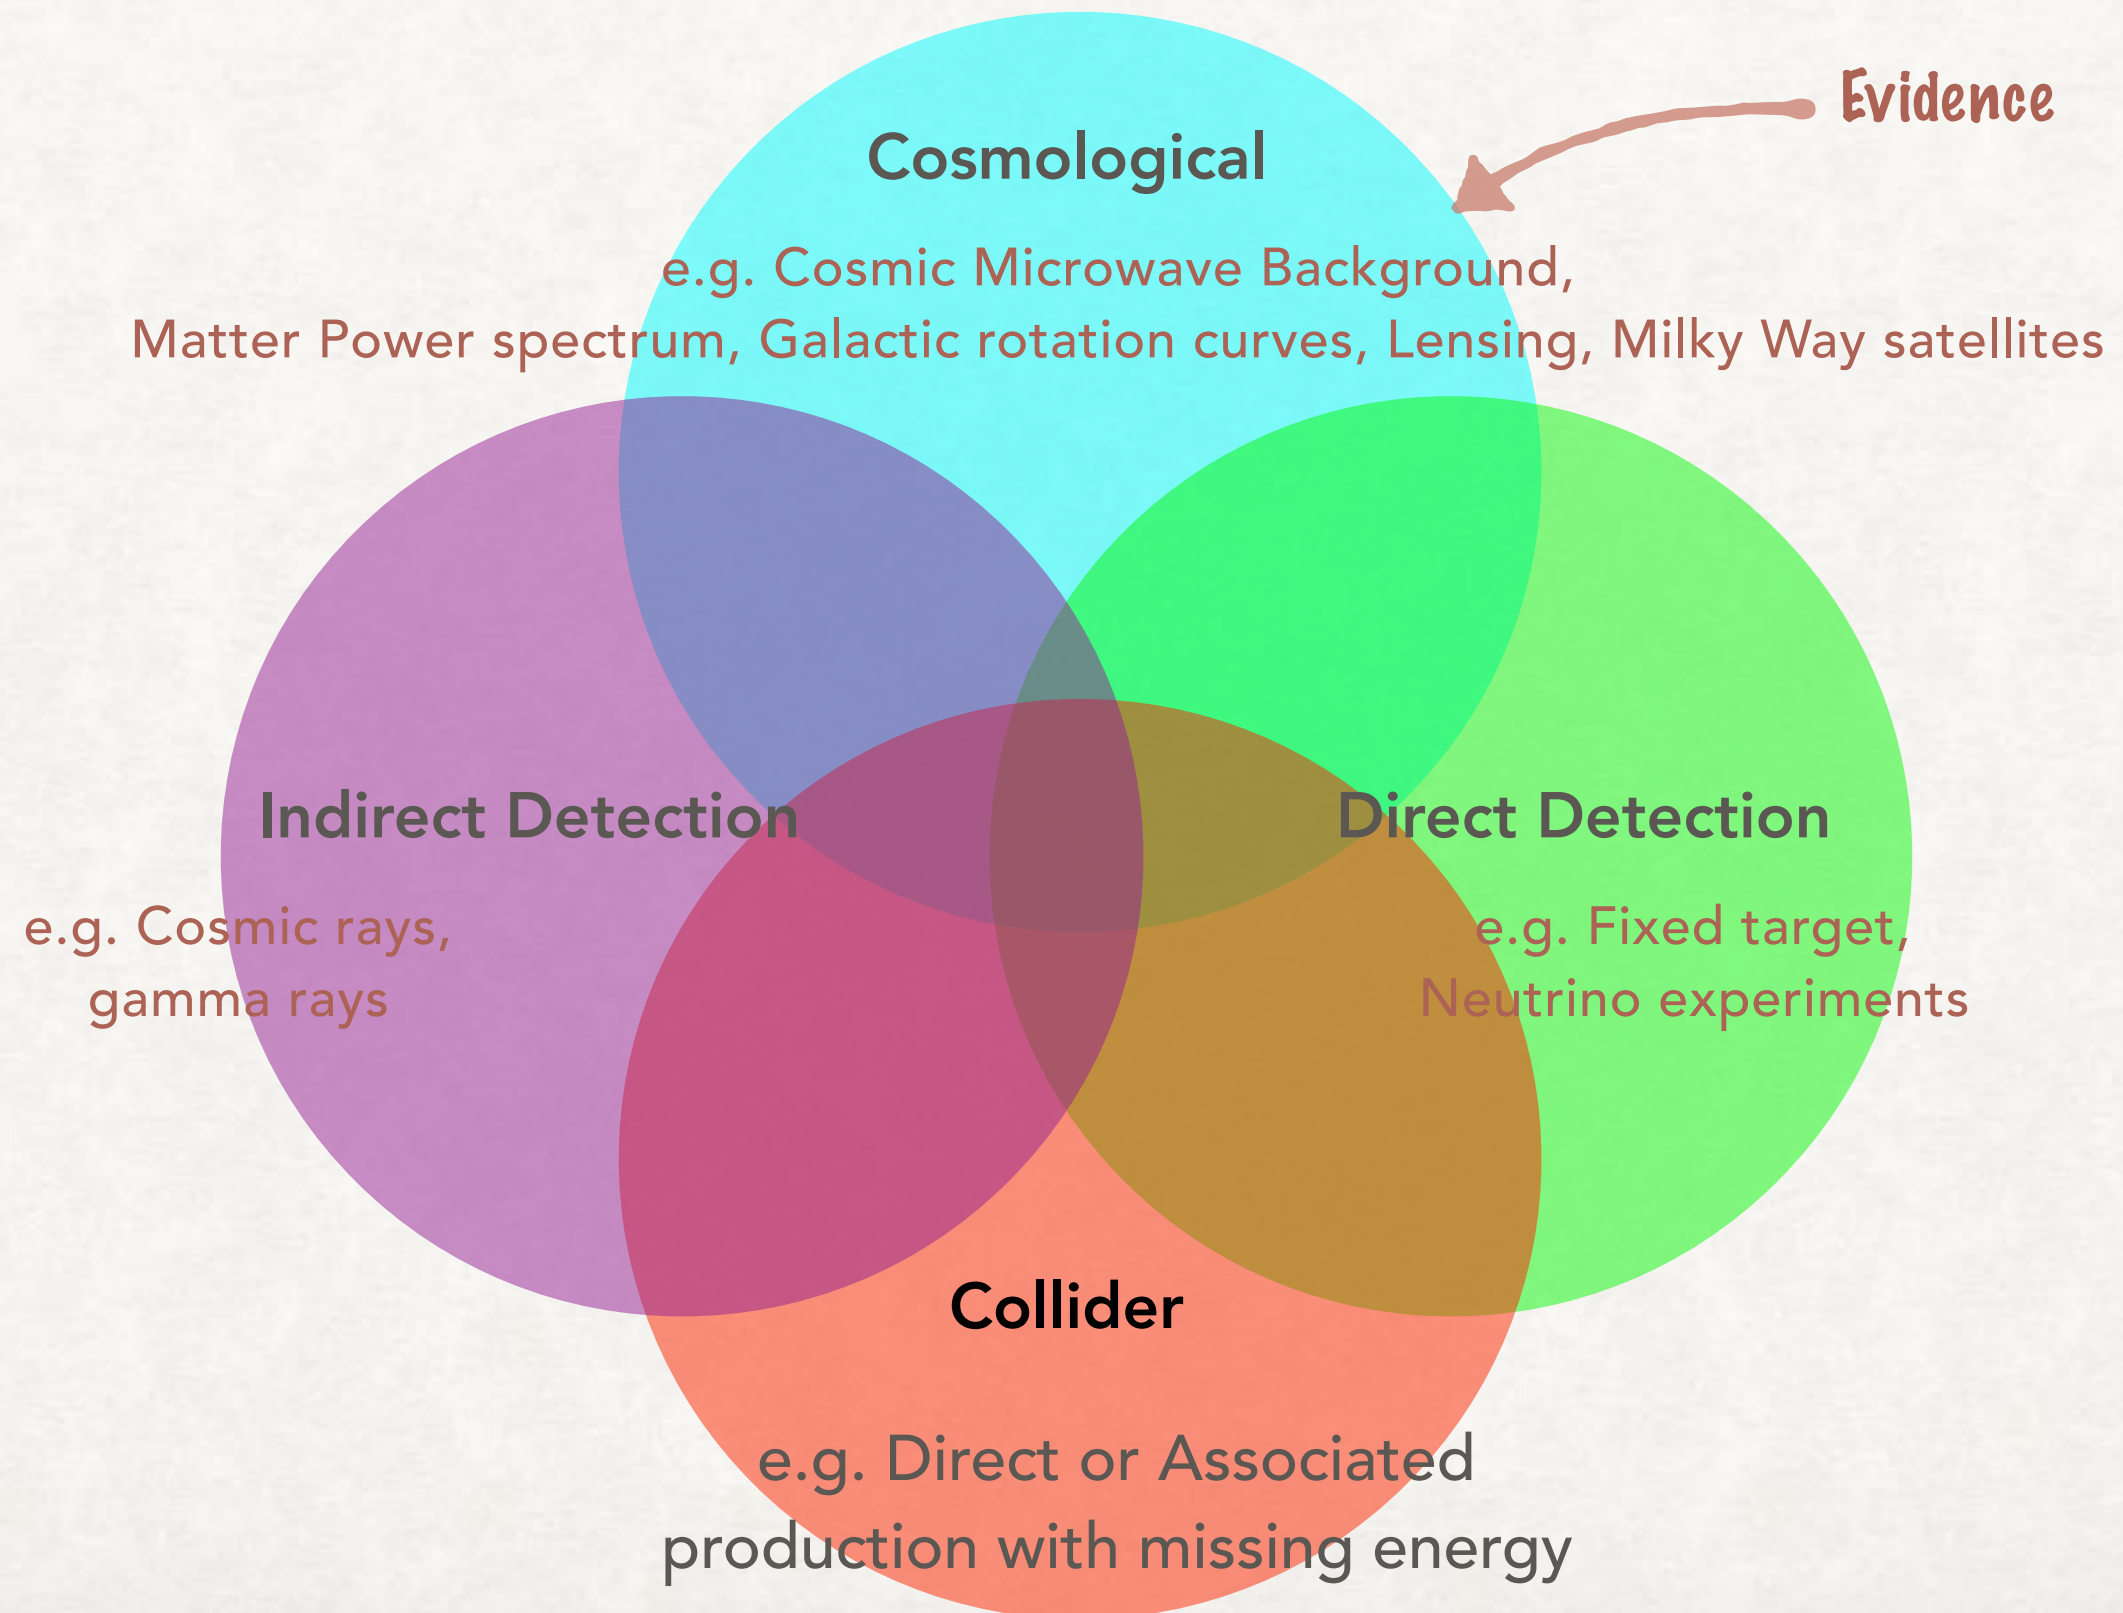 Evidence
Cosmological
e.g. Cosmic Microwave Background,
Matter Power spectrum, Galactic rotation curves, Lensing, Milky Way satellites
Indirect Detection
e.g. Cosmic rays,
gamma rays
Direct Detection
e.g. Fixed target,
Neutrino experiments
Collider
e.g. Direct or Associated
production with missing energy